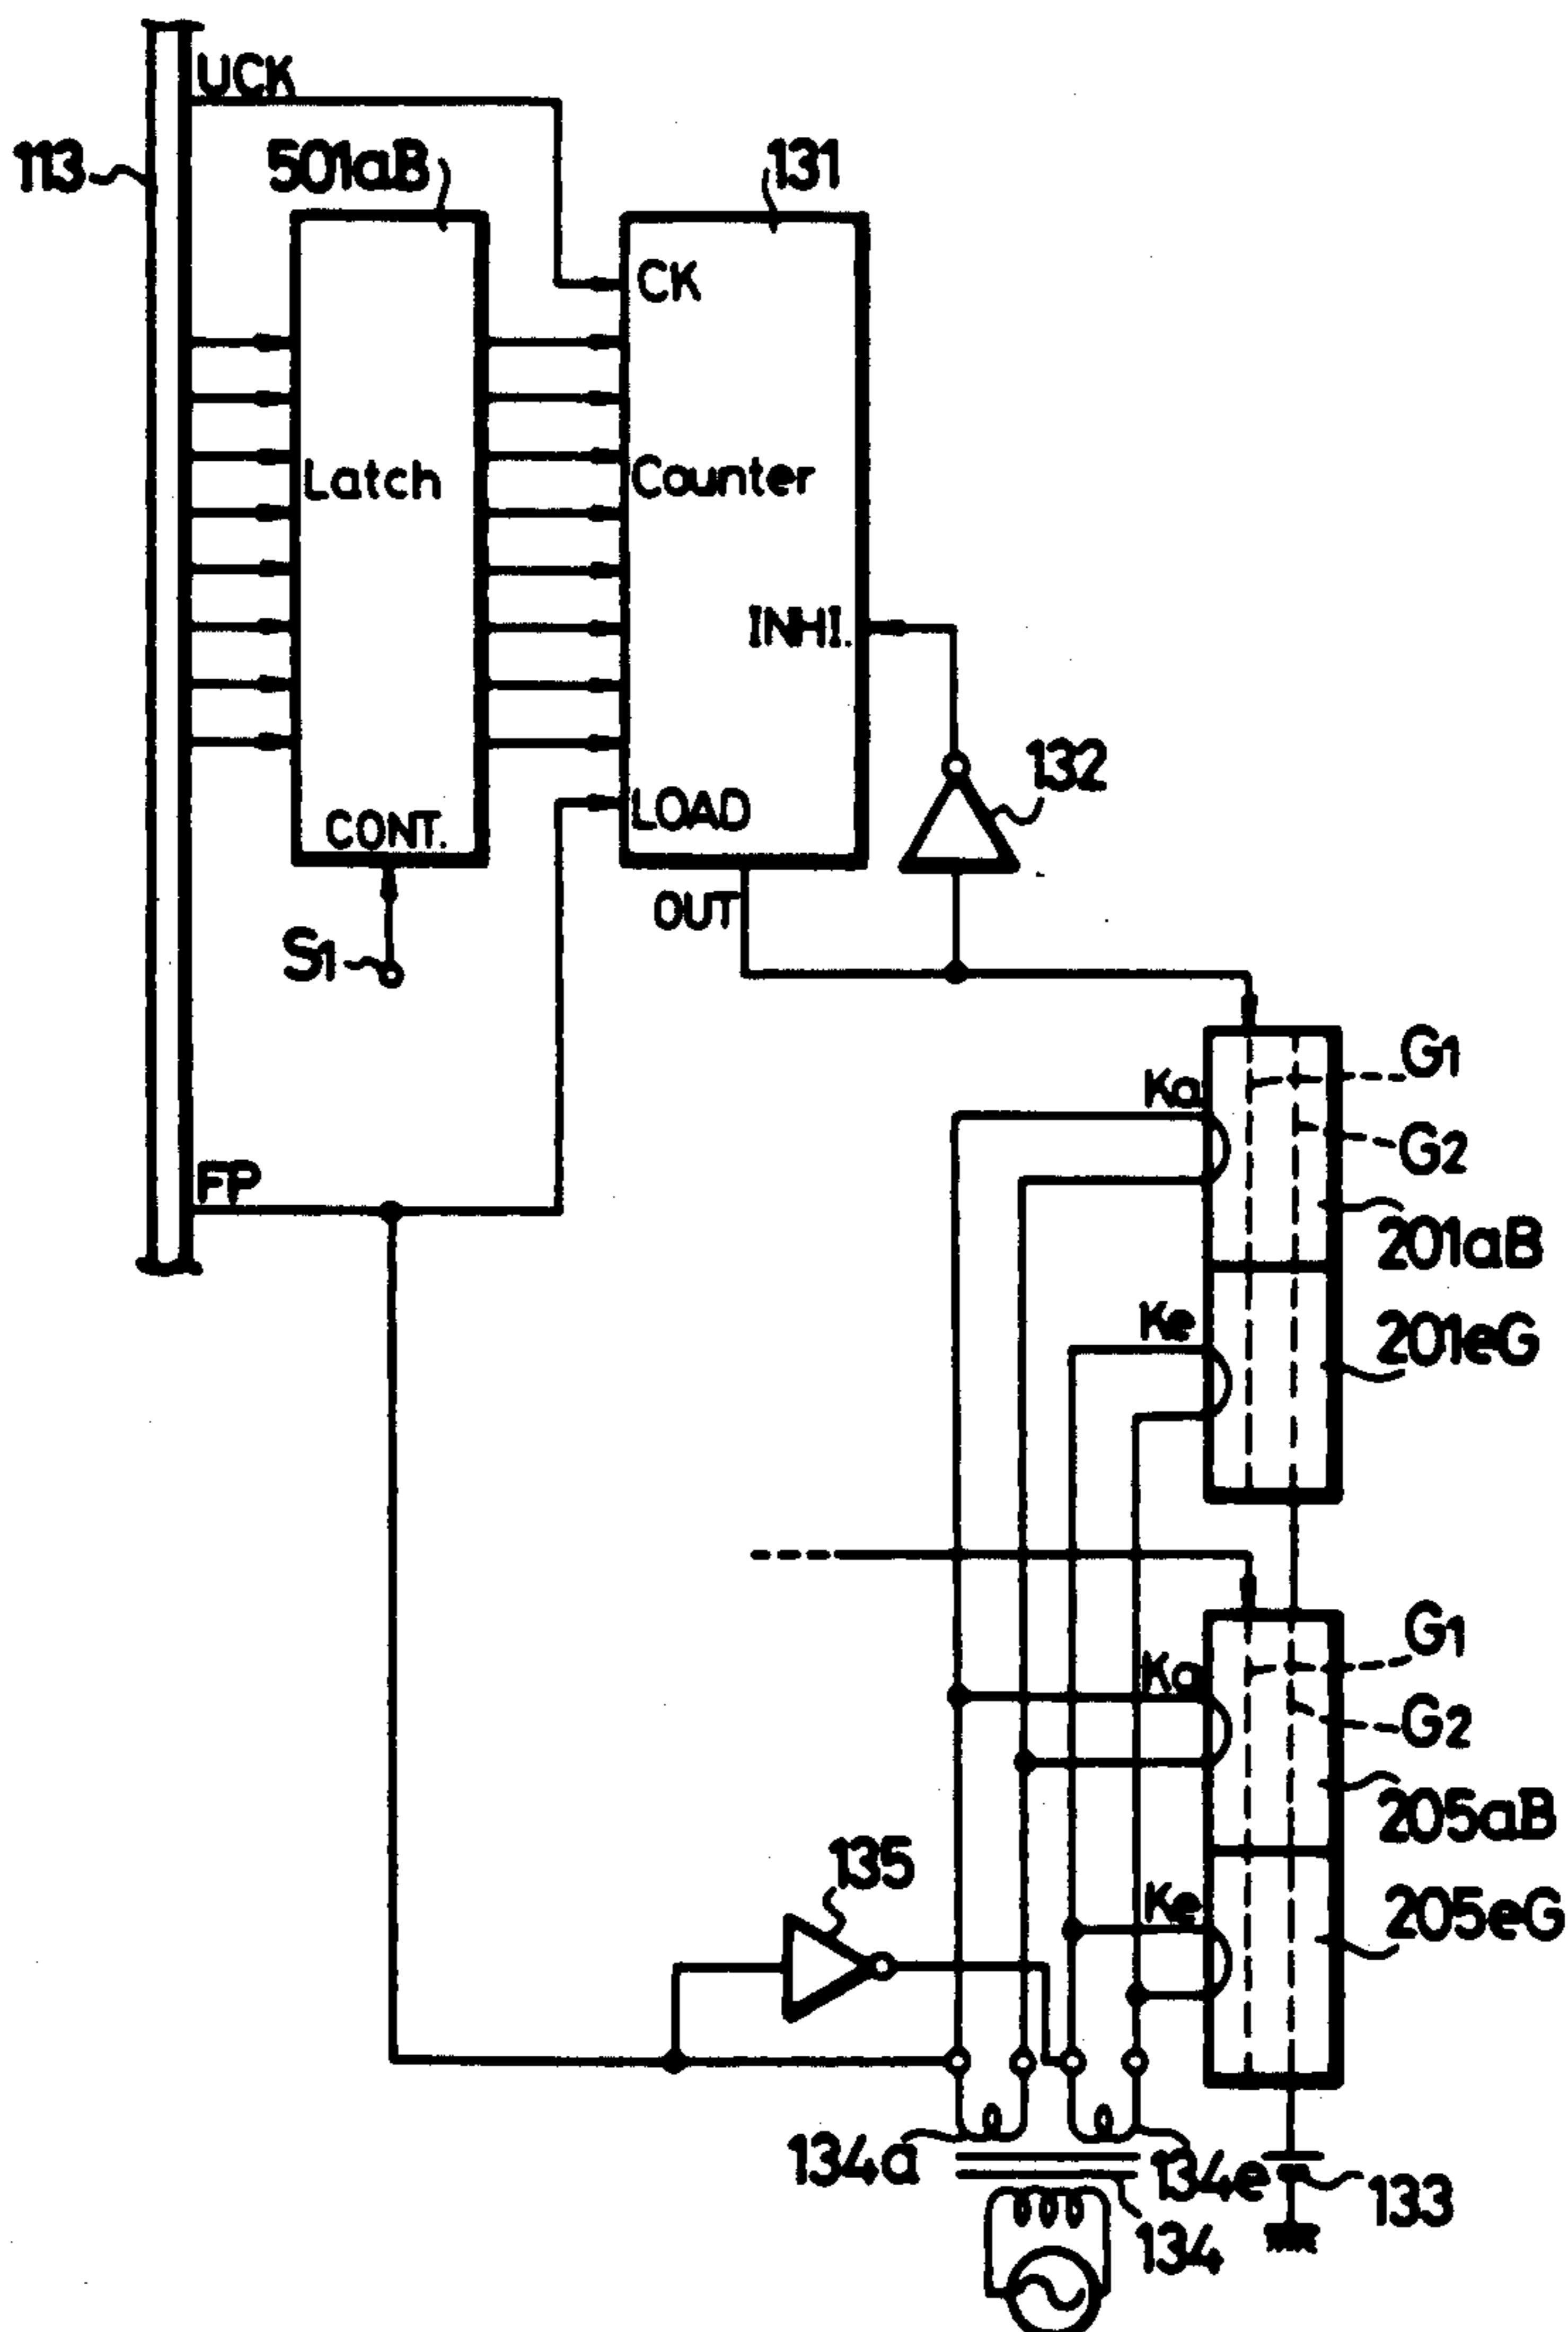 UCK
113
501aB
131
CK
Latch
Counter
INHI.
132
LOAD
CONT.
OUT
S1
G1
Ka
G2
FP
201aB
Ke
201eG
G1
Ka
G2
205aB
135
Ke
205eG
134a
134e
133
134